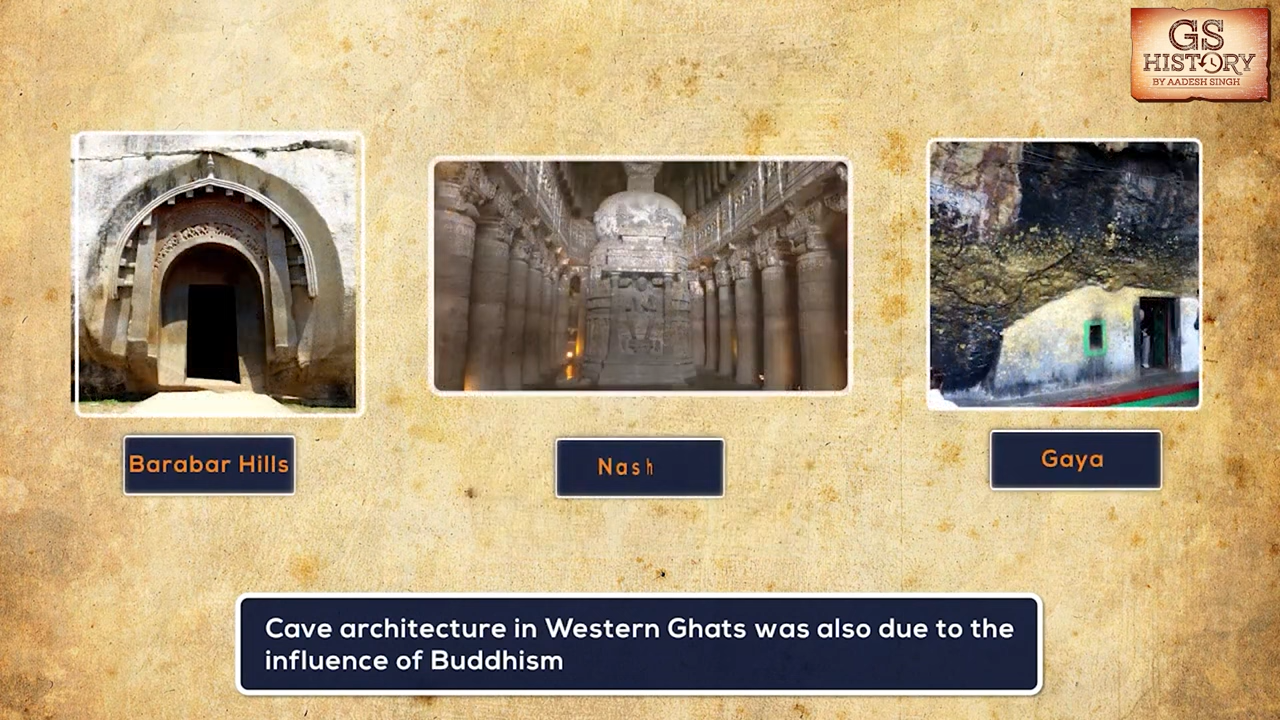 GS
HISTORY
BY AADESH SINGH
Barabar Hills
Nash
Gaya
Cave architecture in Western Ghats was also due to the
influence of Buddhism